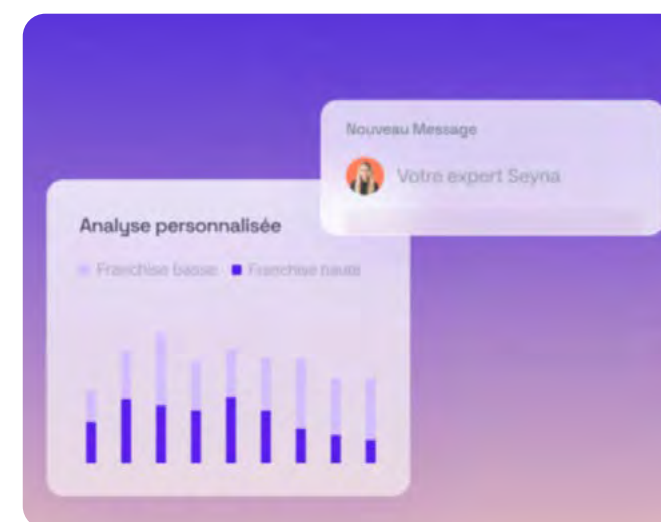 Nouveau Message
Votre expert Seyna
Analyse personnalisée
Franchise basse Franchise haute